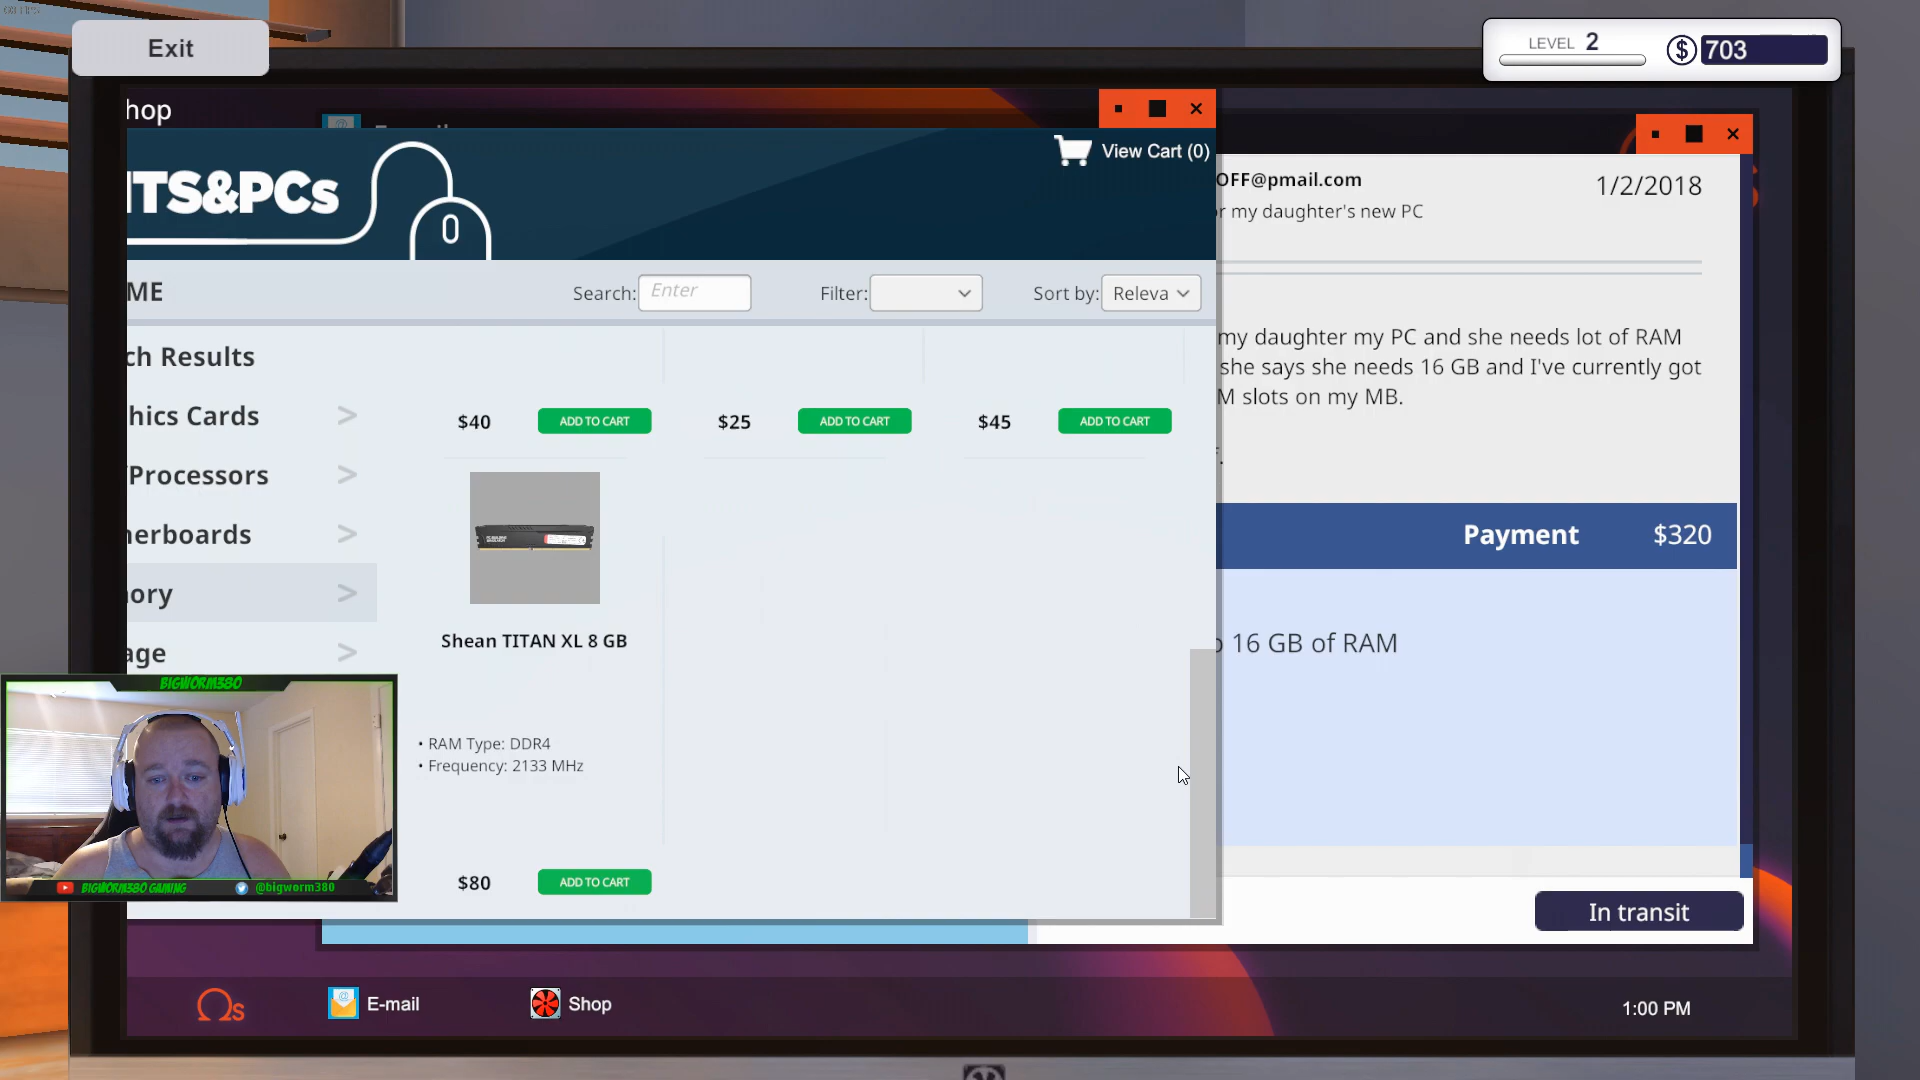 Exit
LEVEL 2
$ 703
hop
View Cart (0)
ITS&PCs
OFF@pmail.com
1/2/2018
r my daughter's new PC
ME
Search:
Enter
Filter:
Sort by:
Releva
ch Results
hics Cards >
/Processors >
erboards >
ory >
age >
my daughter my PC and she needs lot of RAM
she says she needs 16 GB and I've currently got
M slots on my MB.
$40
ADD TO CART
$25
ADD TO CART
$45
ADD TO CART
Payment $320
Shean TITAN XL 8 GB
16 GB of RAM
• RAM Type: DDR4
• Frequency: 2133 MHz
$80
ADD TO CART
BIGWORM380
BIGWORM380 GAMING
@bigworm380
In transit
Ωs
E-mail
Shop
1:00 PM